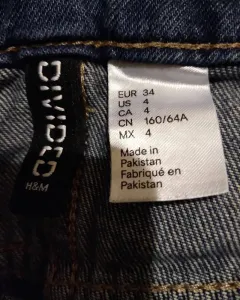 DIVIDED
H&M
EUR 34
US 4
CA 4
CN 160/64A
MX 4
Made in
Pakistan
Fabriqué en
Pakistan